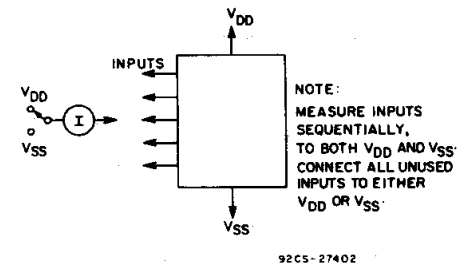 VDD
INPUTS
VDD
I
VSS
NOTE:
MEASURE INPUTS
SEQUENTIALLY,
TO BOTH VDD AND VSS.
CONNECT ALL UNUSED
INPUTS TO EITHER
VDD OR VSS.
VSS
92CS-27402